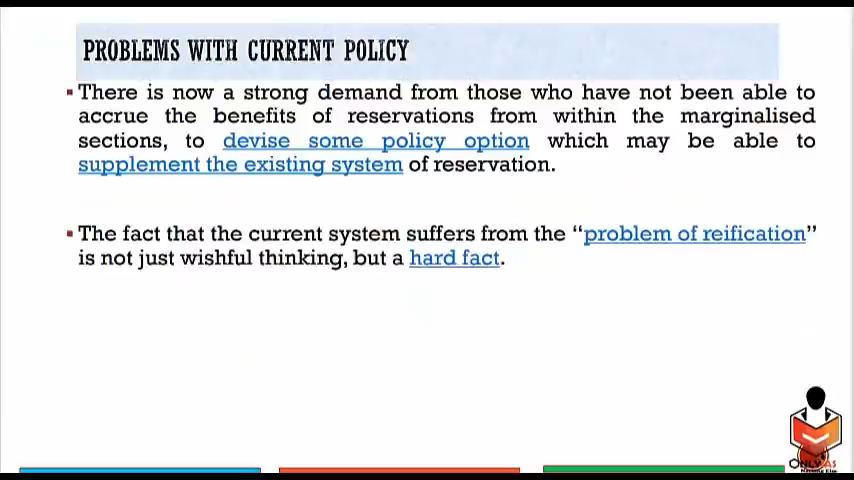 PROBLEMS WITH CURRENT POLICY
There is now a strong demand from those who have not been able to
accrue the benefits of reservations from within the marginalised
sections, to devise some policy option which may be able to
supplement the existing system of reservation.
The fact that the current system suffers from the “problem of reification”
is not just wishful thinking, but a hard fact.
ONLYIAS